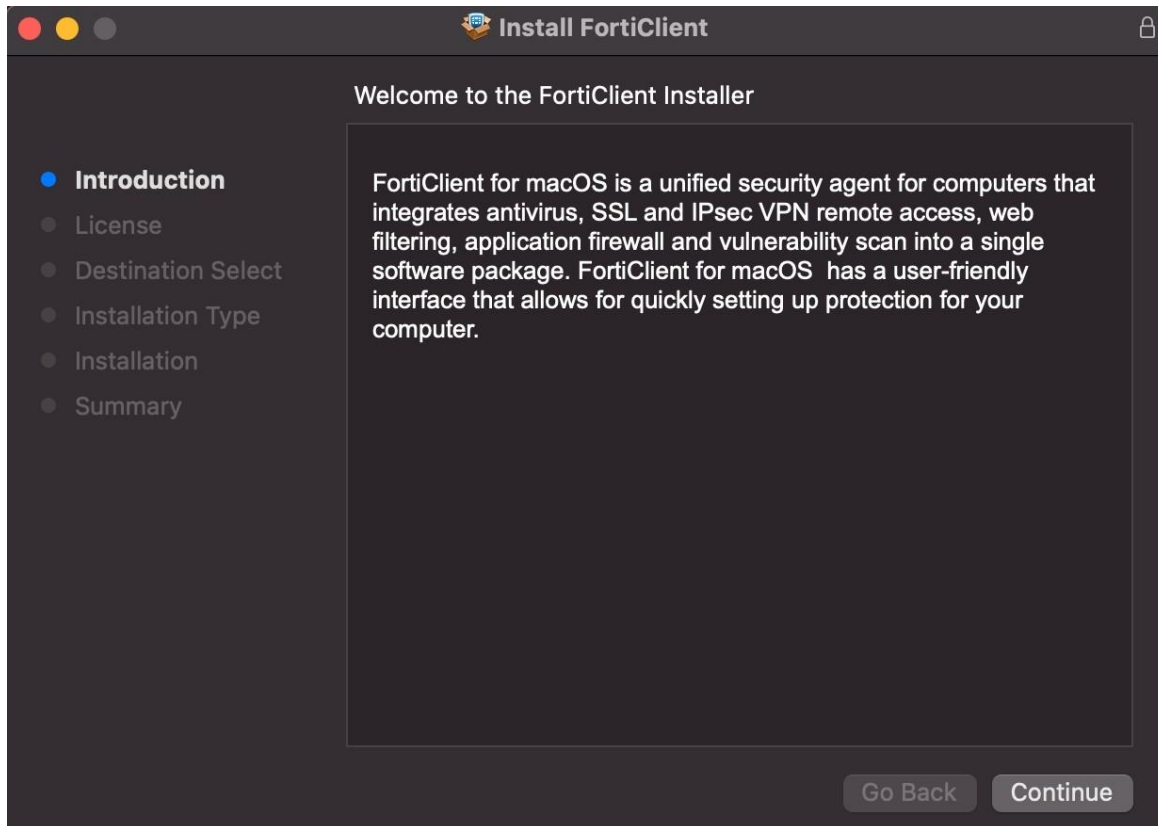 Install FortiClient
Welcome to the FortiClient Installer
Introduction
License
Destination Select
Installation Type
Installation
Summary
FortiClient for macOS is a unified security agent for computers that
integrates antivirus, SSL and IPsec VPN remote access, web
filtering, application firewall and vulnerability scan into a single
software package. FortiClient for macOS  has a user-friendly
interface that allows for quickly setting up protection for your
computer.
Go Back
Continue